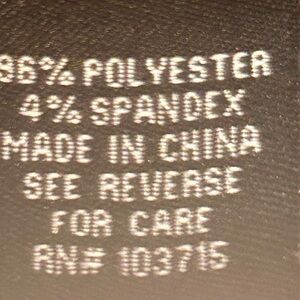 96% POLYESTER
4% SPANDEX
MADE IN CHINA
SEE REVERSE
FOR CARE
RN# 103715